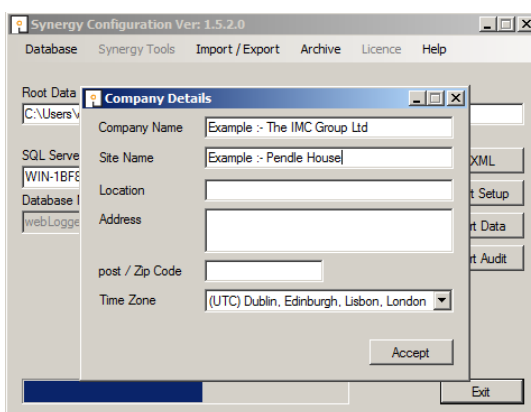 Synergy Configuration Ver: 1.5.2.0
Database Synergy Tools Import / Export Archive Licence Help
Root Data
C:\Users\
Company Details
Company Name Example :- The IMC Group Ltd
Site Name Example :- Pendle House
SQL Serve
XML
WIN-1BF8
Location
t Setup
Database
webLogge
Address
rt Data
rt Audit
post / Zip Code
Time Zone (UTC) Dublin, Edinburgh, Lisbon, London
Accept
Exit